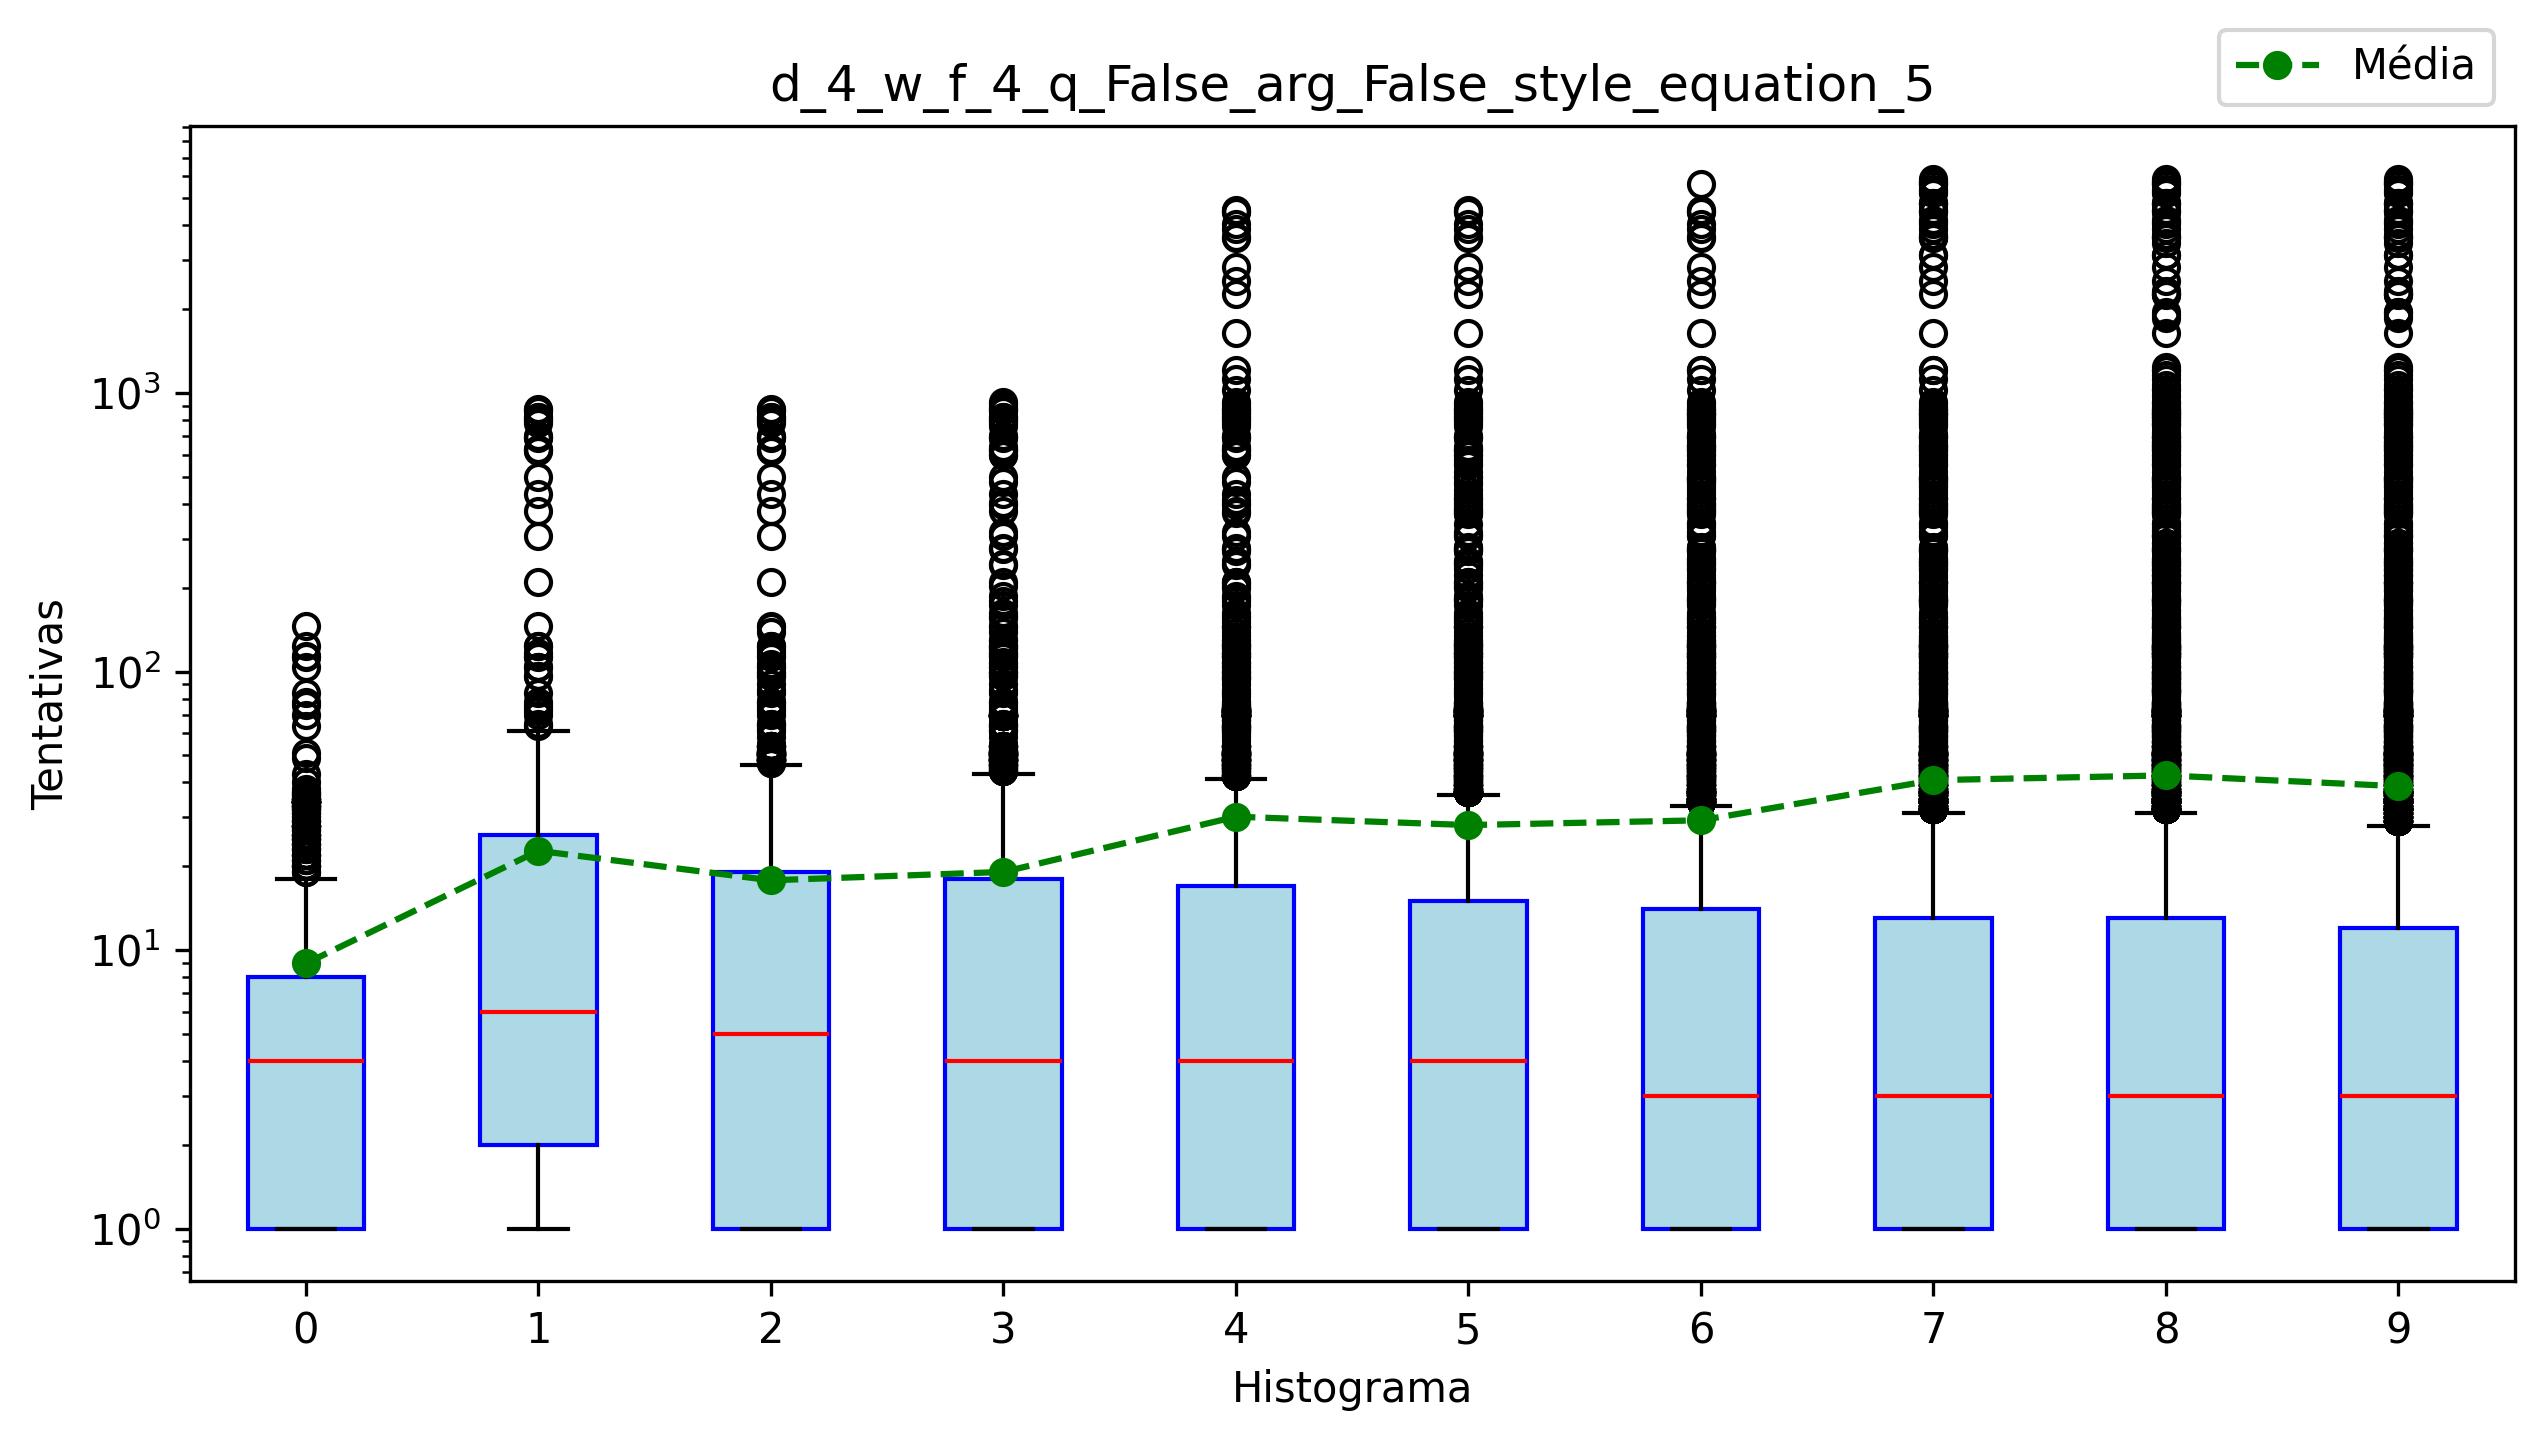 Média
d_4_w_f_4_q_False_arg_False_style_equation_5
Tentativas
10³
10²
10¹
10⁰
0 1 2 3 4 5 6 7 8 9
Histograma